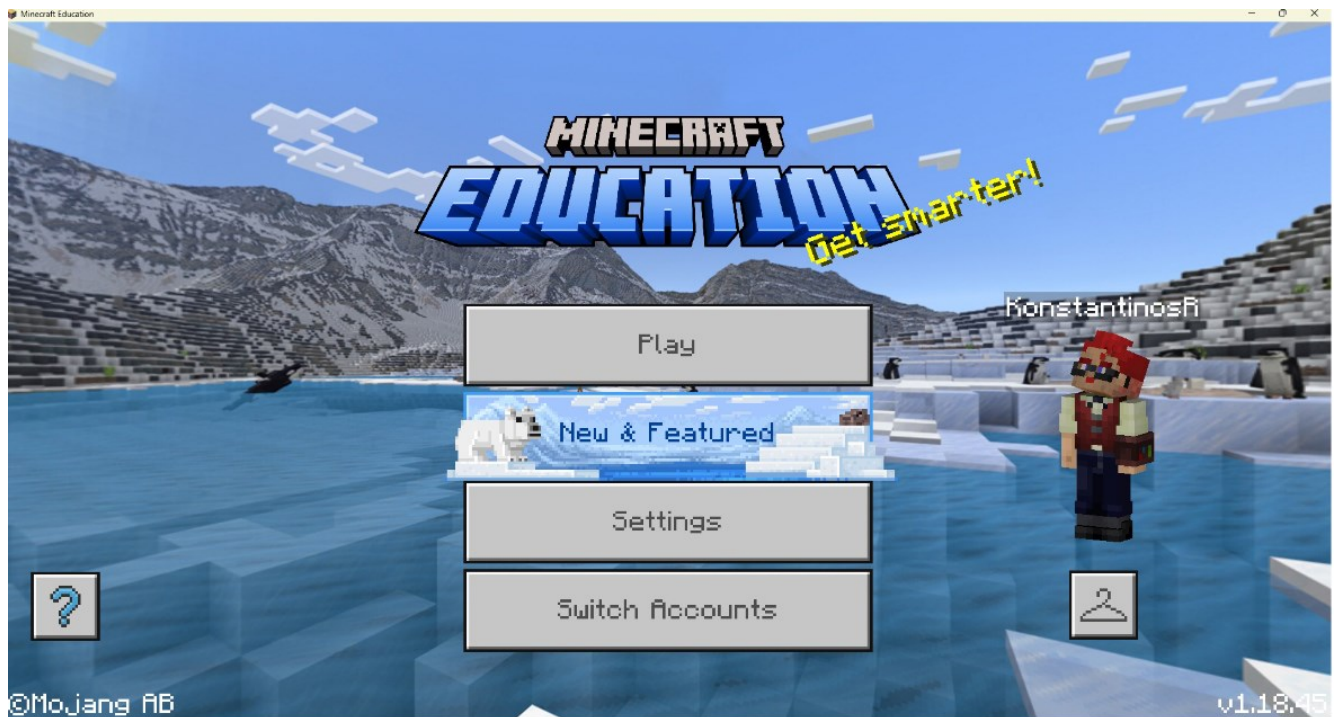 Minecraft Education
MINECRAFT
EDUCATION
Get smarter!
KonstantinosR
Play
New & Featured
Settings
Switch Accounts
?
©Mojang AB
v1.18.45